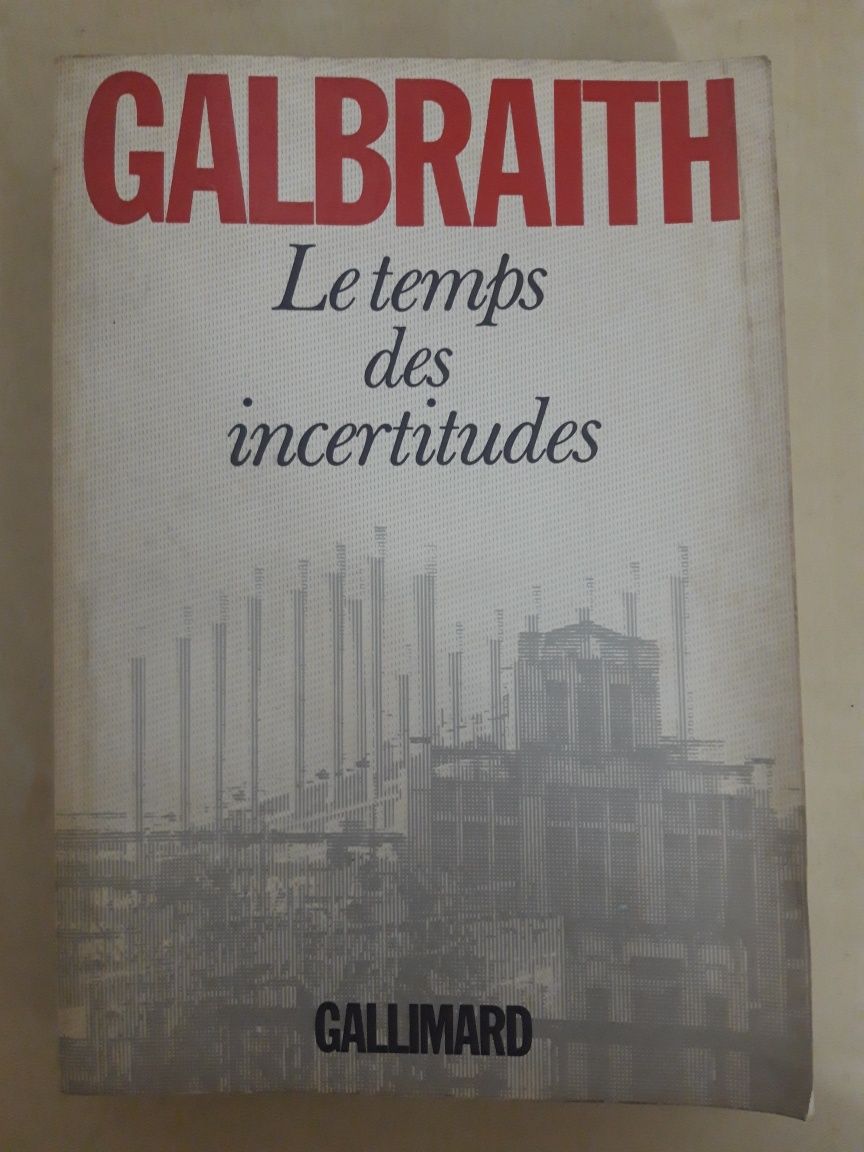 GALBRAITH
Le temps
des
incertitudes
GALLIMARD